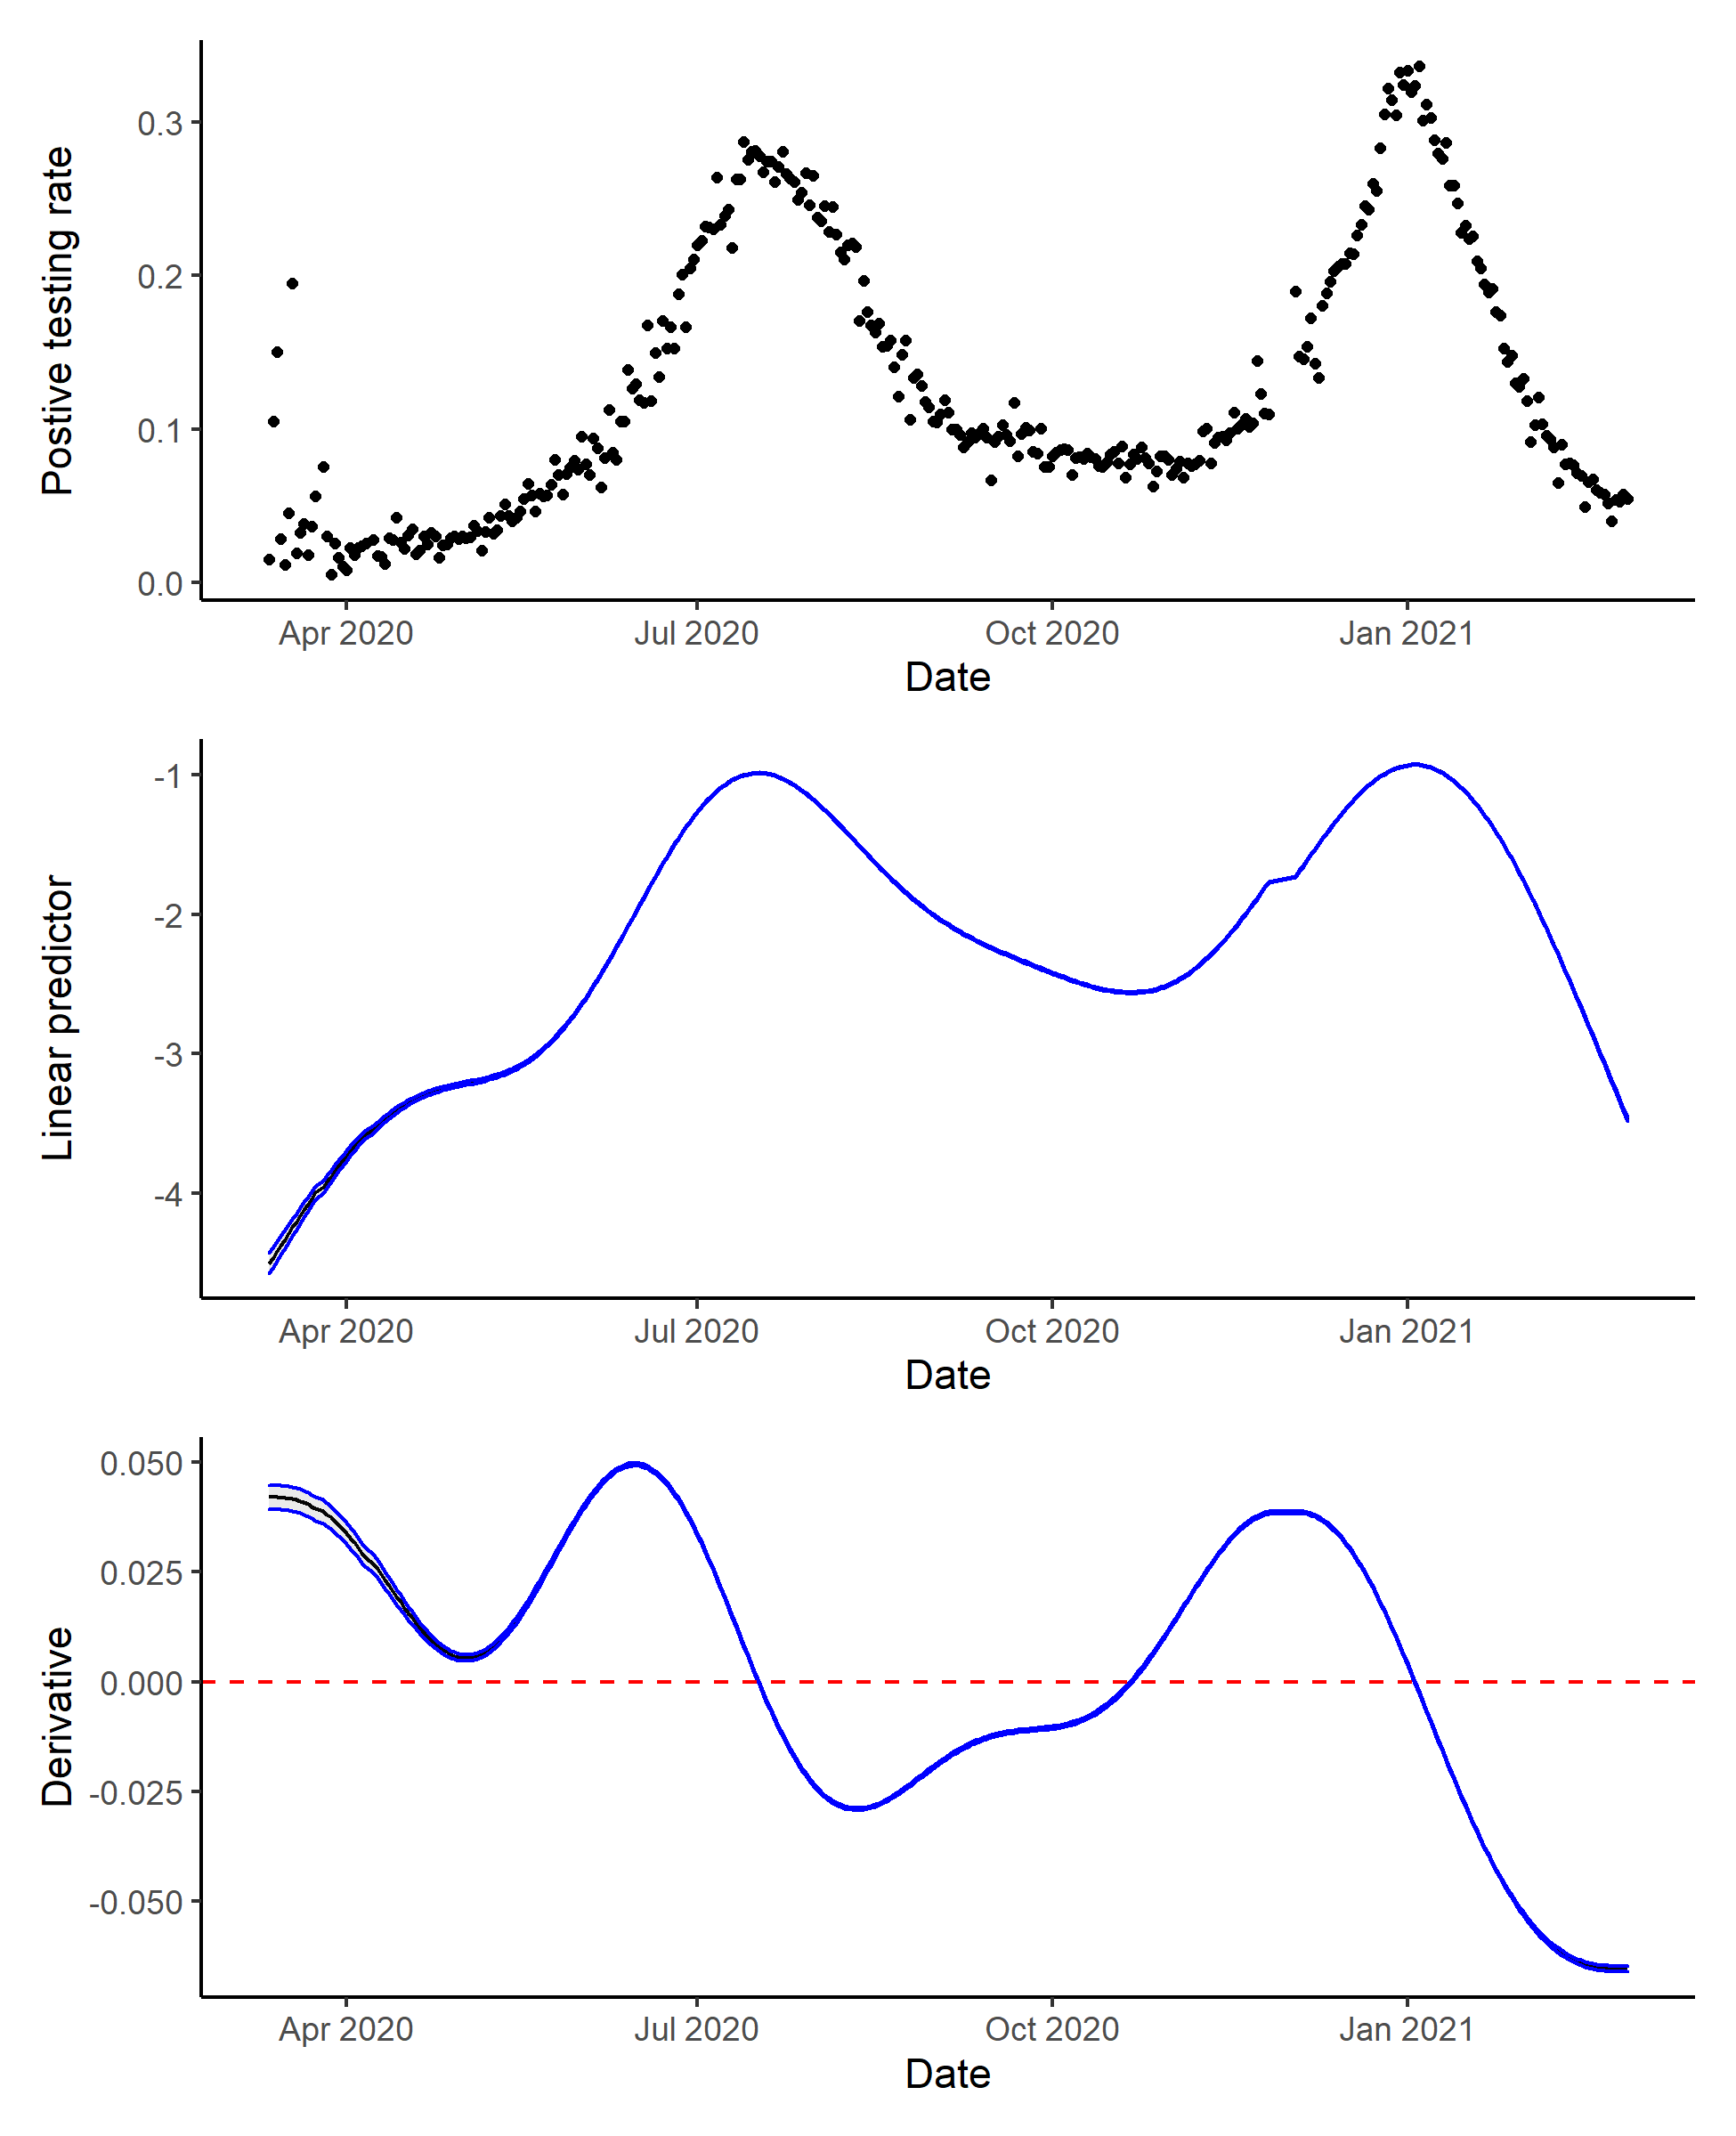 Postive testing rate
0.3
0.2
0.1
0.0
Apr 2020 Jul 2020 Oct 2020 Jan 2021
Date
Linear predictor
-1
-2
-3
-4
Apr 2020 Jul 2020 Oct 2020 Jan 2021
Date
Derivative
0.050
0.025
0.000
-0.025
-0.050
Apr 2020 Jul 2020 Oct 2020 Jan 2021
Date